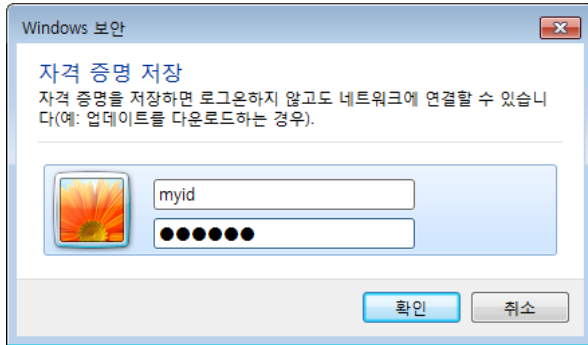 Windows 보안
자격 증명 저장
자격 증명을 저장하면 로그온하지 않고도 네트워크에 연결할 수 있습니
다(예: 업데이트를 다운로드하는 경우).
myid
●●●●●●
확인
취소